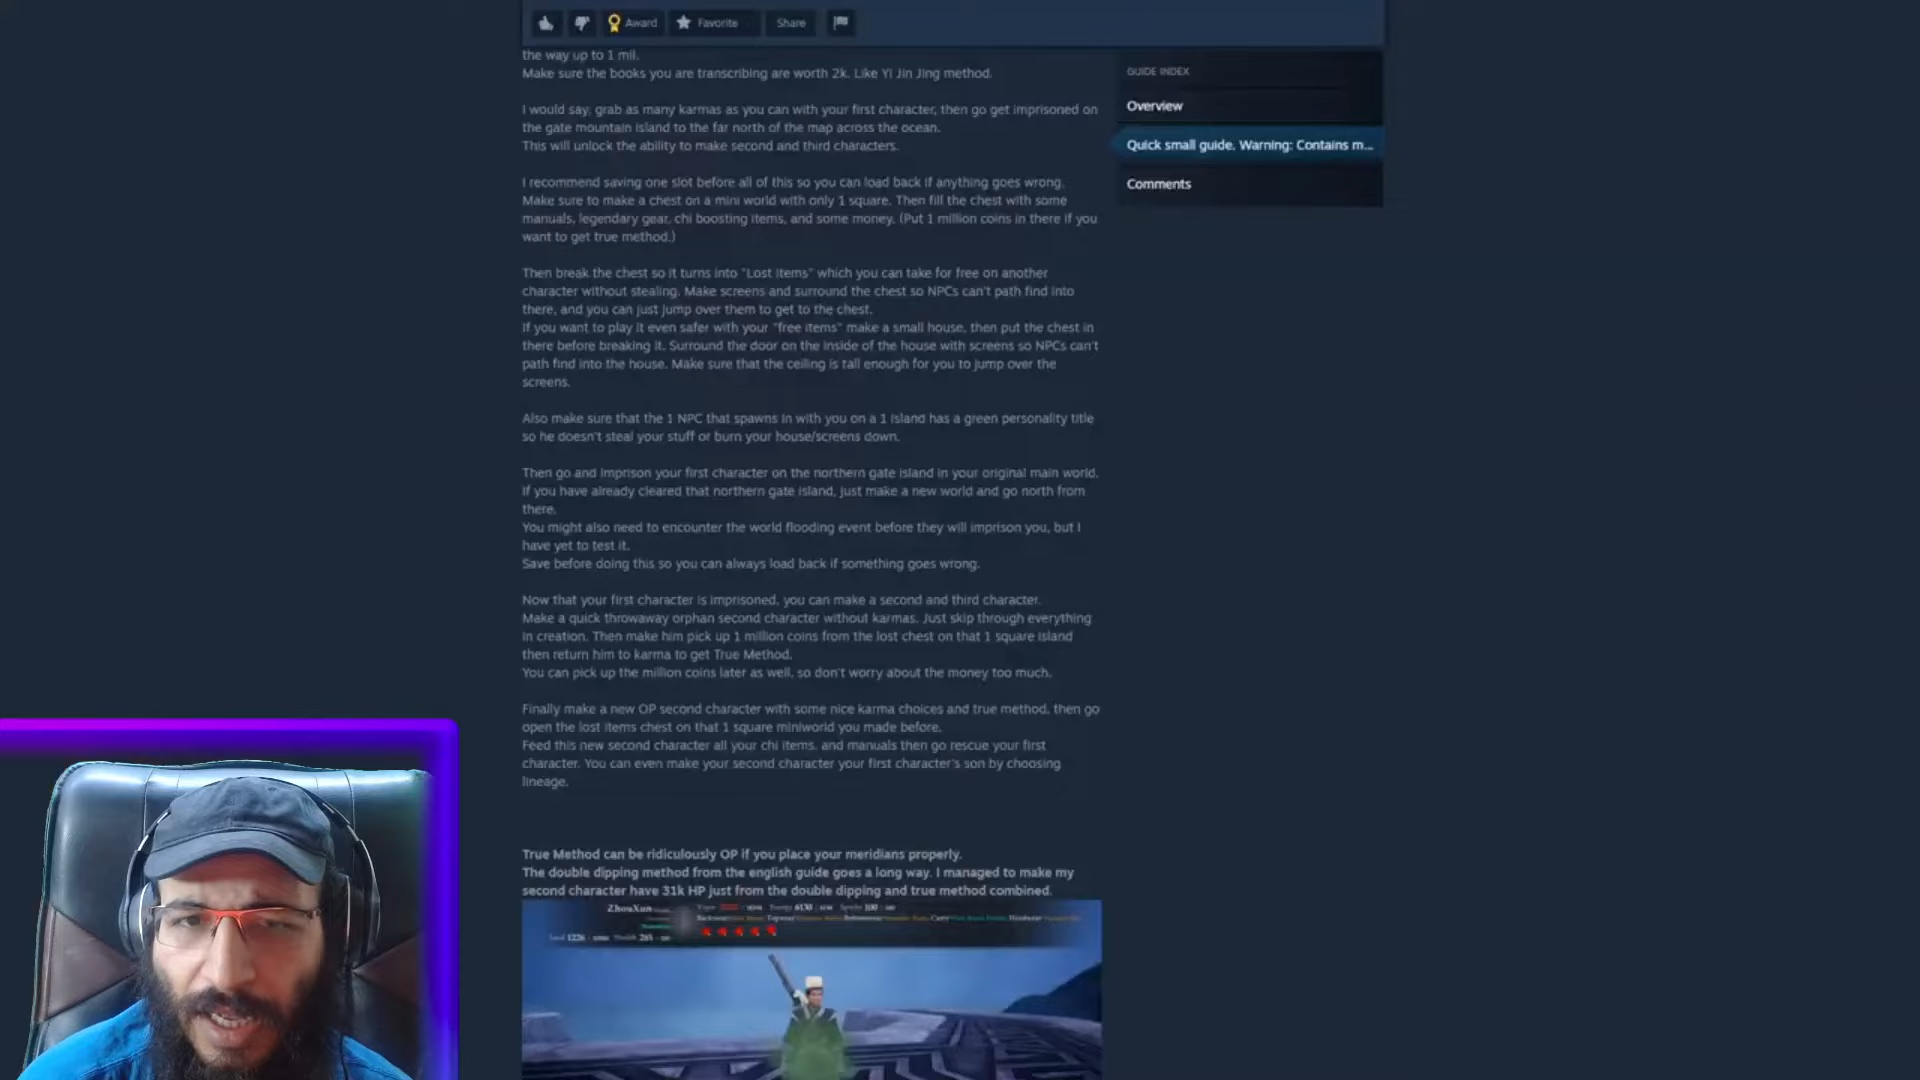 Award
Favorite
Share
the way up to 1 mil.
Make sure the books you are transcribing are worth 2k. Like Yi Jin Jing method.
I would say, grab as many karmas as you can with your first character, then go get imprisoned on
the gate mountain island to the far north of the map across the ocean.
This will unlock the ability to make second and third characters.
I recommend saving one slot before all of this so you can load back if anything goes wrong.
Make sure to make a chest on a mini world with only 1 square. Then fill the chest with some
manuals, legendary gear, chi boosting items, and some money. (Put 1 million coins in there if you
want to get true method.)
Then break the chest so it turns into "Lost Items" which you can take for free on another
character without stealing. Make screens and surround the chest so NPCs can't path find into
there, and you can just jump over them to get to the chest.
If you want to play it even safer with your "free items" make a small house, then put the chest in
there before breaking it. Surround the door on the inside of the house with screens so NPCs can't
path find into the house. Make sure that the ceiling is tall enough for you to jump over the
screens.
Also make sure that the 1 NPC that spawns in with you on a 1 island has a green personality title
so he doesn't steal your stuff or burn your house/screens down.
Then go and imprison your first character on the northern gate island in your original main world.
If you have already cleared that northern gate island, just make a new world and go north from
there.
You might also need to encounter the world flooding event before they will imprison you, but I
have yet to test it.
Save before doing this so you can always load back if something goes wrong.
Now that your first character is imprisoned, you can make a second and third character.
Make a quick throwaway orphan second character without karmas. Just skip through everything
in creation. Then make him pick up 1 million coins from the lost chest on that 1 square island
then return him to karma to get True Method.
You can pick up the million coins later as well, so don't worry about the money too much.
Finally make a new OP second character with some nice karma choices and true method, then go
open the lost items chest on that 1 square miniworld you made before.
Feed this new second character all your chi items, and manuals then go rescue your first
character. You can even make your second character your first character's son by choosing
lineage.
True Method can be ridiculously OP if you place your meridians properly.
The double dipping method from the english guide goes a long way. I managed to make my
second character have 31k HP just from the double dipping and true method combined.
ZhouXun
Energy 6130
100
1226
265
GUIDE INDEX
Overview
Quick small guide. Warning: Contains m...
Comments